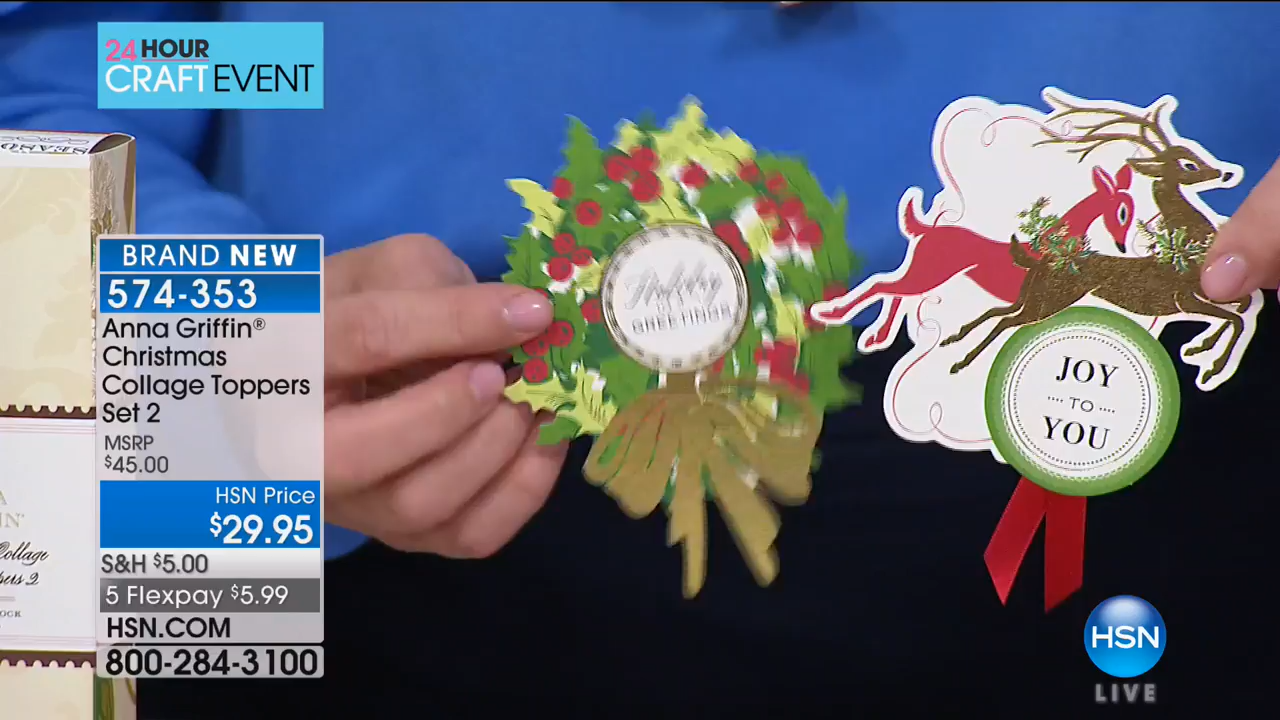 24 HOUR
CRAFT EVENT
BRAND NEW
574-353
Anna Griffin®
Christmas
Collage Toppers
Set 2
MSRP
$45.00
HSN Price
$29.95
S&H $5.00
5 Flexpay $5.99
HSN.COM
800-284-3100
GREETINGS
JOY
TO
YOU
HSN
LIVE